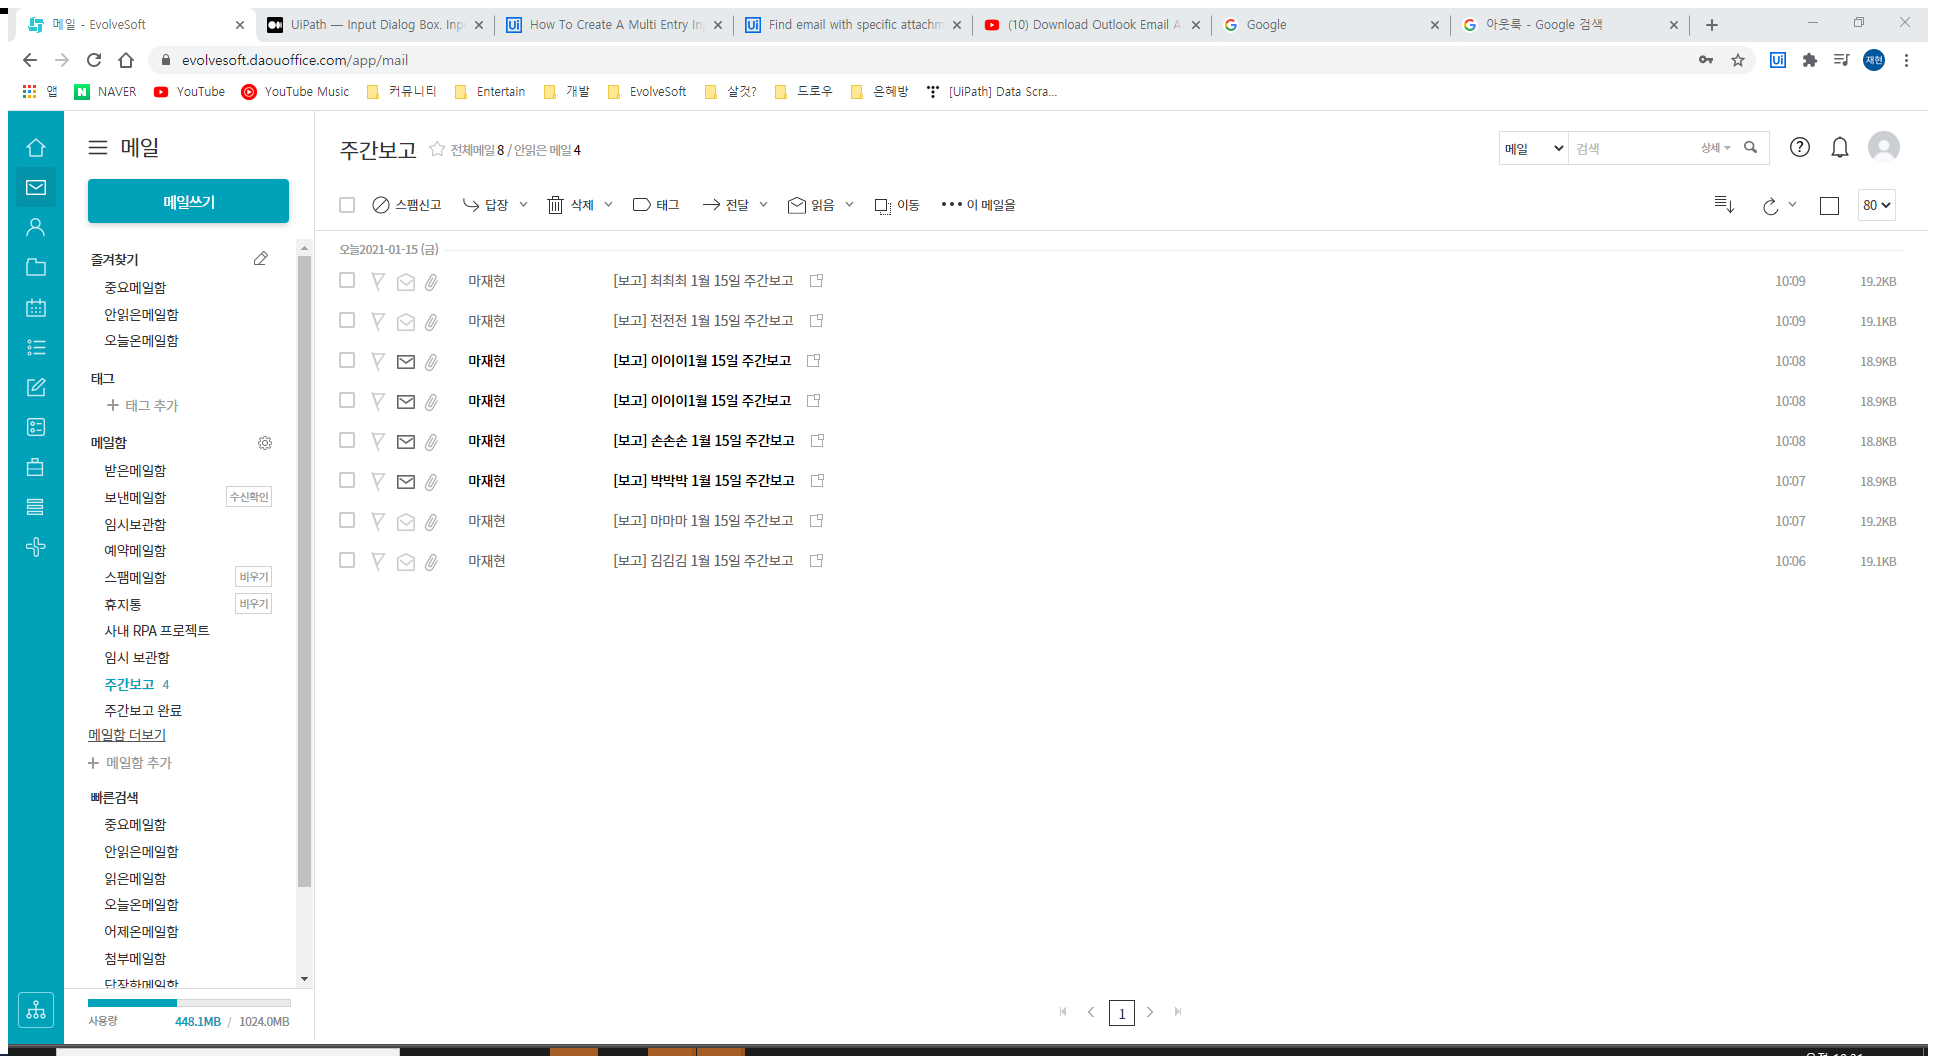 메일 - EvolveSoft
UiPath — Input Dialog Box. Inp
How To Create A Multi Entry In
Find email with specific attachm
(10) Download Outlook Email A
Google
아웃룩 - Google 검색
evolvesoft.daouoffice.com/app/mail
재현
앱
NAVER
YouTube
YouTube Music
커뮤니티
Entertain
개발
EvolveSoft
살것?
드로우
은혜방
[UiPath] Data Scra...
메일
메일쓰기
즐겨찾기
중요메일함
안읽은메일함
오늘온메일함
태그
태그 추가
메일함
받은메일함
보낸메일함 수신확인
임시보관함
예약메일함
스팸메일함 비우기
휴지통 비우기
사내 RPA 프로젝트
임시 보관함
주간보고 4
주간보고 완료
메일함 더보기
메일함 추가
빠른검색
중요메일함
안읽은메일함
읽은메일함
오늘온메일함
어제온메일함
첨부메일함
답장한메일함
사용량 448.1MB / 1024.0MB
주간보고 전체메일 8 / 안읽은 메일 4
메일 검색 상세
스팸신고 답장 삭제 태그 전달 읽음 이동 이 메일을 80
오늘2021-01-15 (금)
마재현 [보고] 최최최 1월 15일 주간보고 10:09 19.2KB
마재현 [보고] 전전전 1월 15일 주간보고 10:09 19.1KB
마재현 [보고] 이이이1월 15일 주간보고 10:08 18.9KB
마재현 [보고] 이이이1월 15일 주간보고 10:08 18.9KB
마재현 [보고] 손손손 1월 15일 주간보고 10:08 18.8KB
마재현 [보고] 박박박 1월 15일 주간보고 10:07 18.9KB
마재현 [보고] 마마마 1월 15일 주간보고 10:07 19.2KB
마재현 [보고] 김김김 1월 15일 주간보고 10:06 19.1KB
1